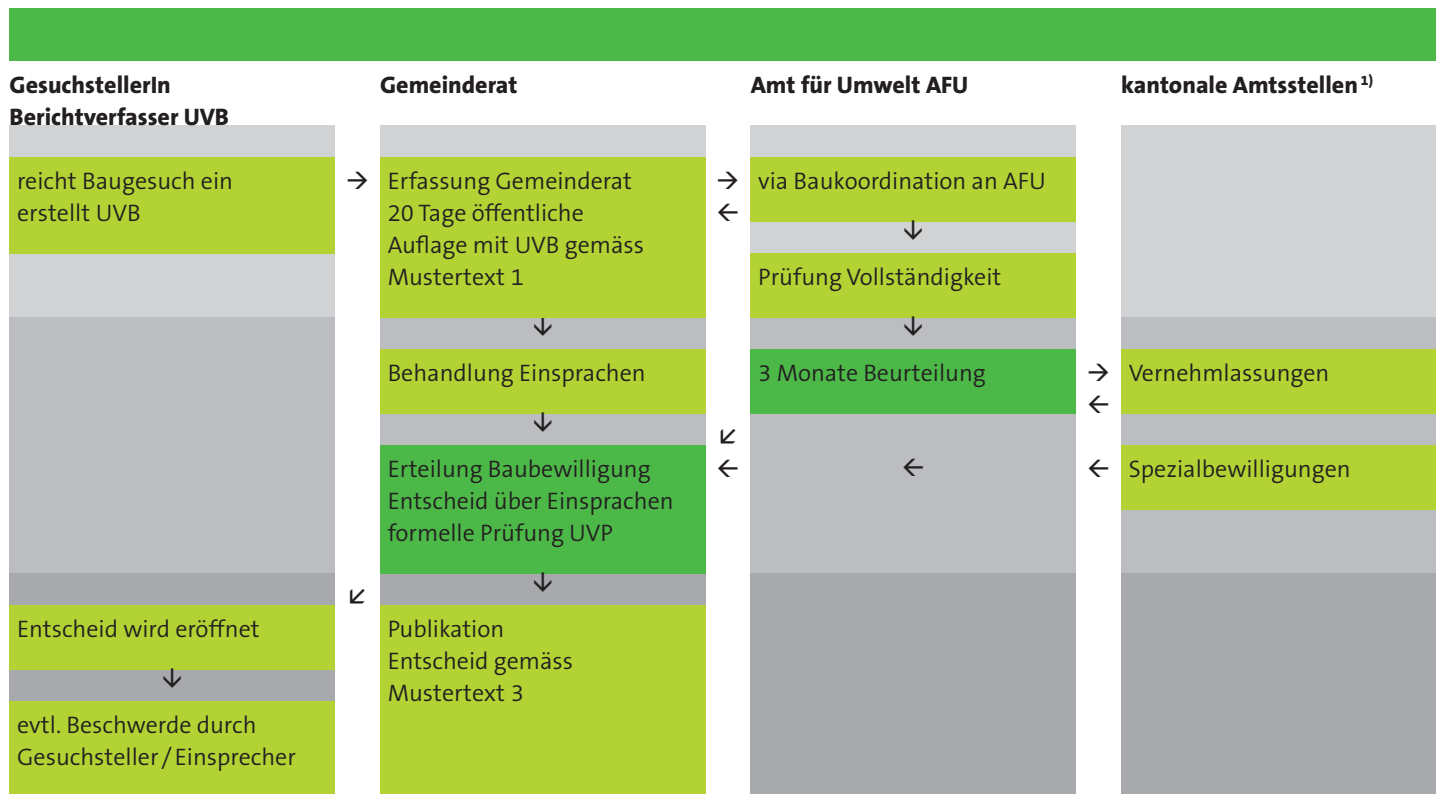 GesuchstellerIn
Berichtverfasser UVB
Gemeinderat
Amt für Umwelt AFU
kantonale Amtsstellen 1)
reicht Baugesuch ein
erstellt UVB
→
Erfassung Gemeinderat
20 Tage öffentliche
Auflage mit UVB gemäss
Mustertext 1
→
←
via Baukoordination an AFU
↓
Prüfung Vollständigkeit
↓
↓
Behandlung Einsprachen
3 Monate Beurteilung
→
←
Vernehmlassungen
↓
↙
Erteilung Baubewilligung
Entscheid über Einsprachen
formelle Prüfung UVP
←
←
←
Spezialbewilligungen
↓
↙
Entscheid wird eröffnet
↓
evtl. Beschwerde durch
Gesuchsteller / Einsprecher
Publikation
Entscheid gemäss
Mustertext 3